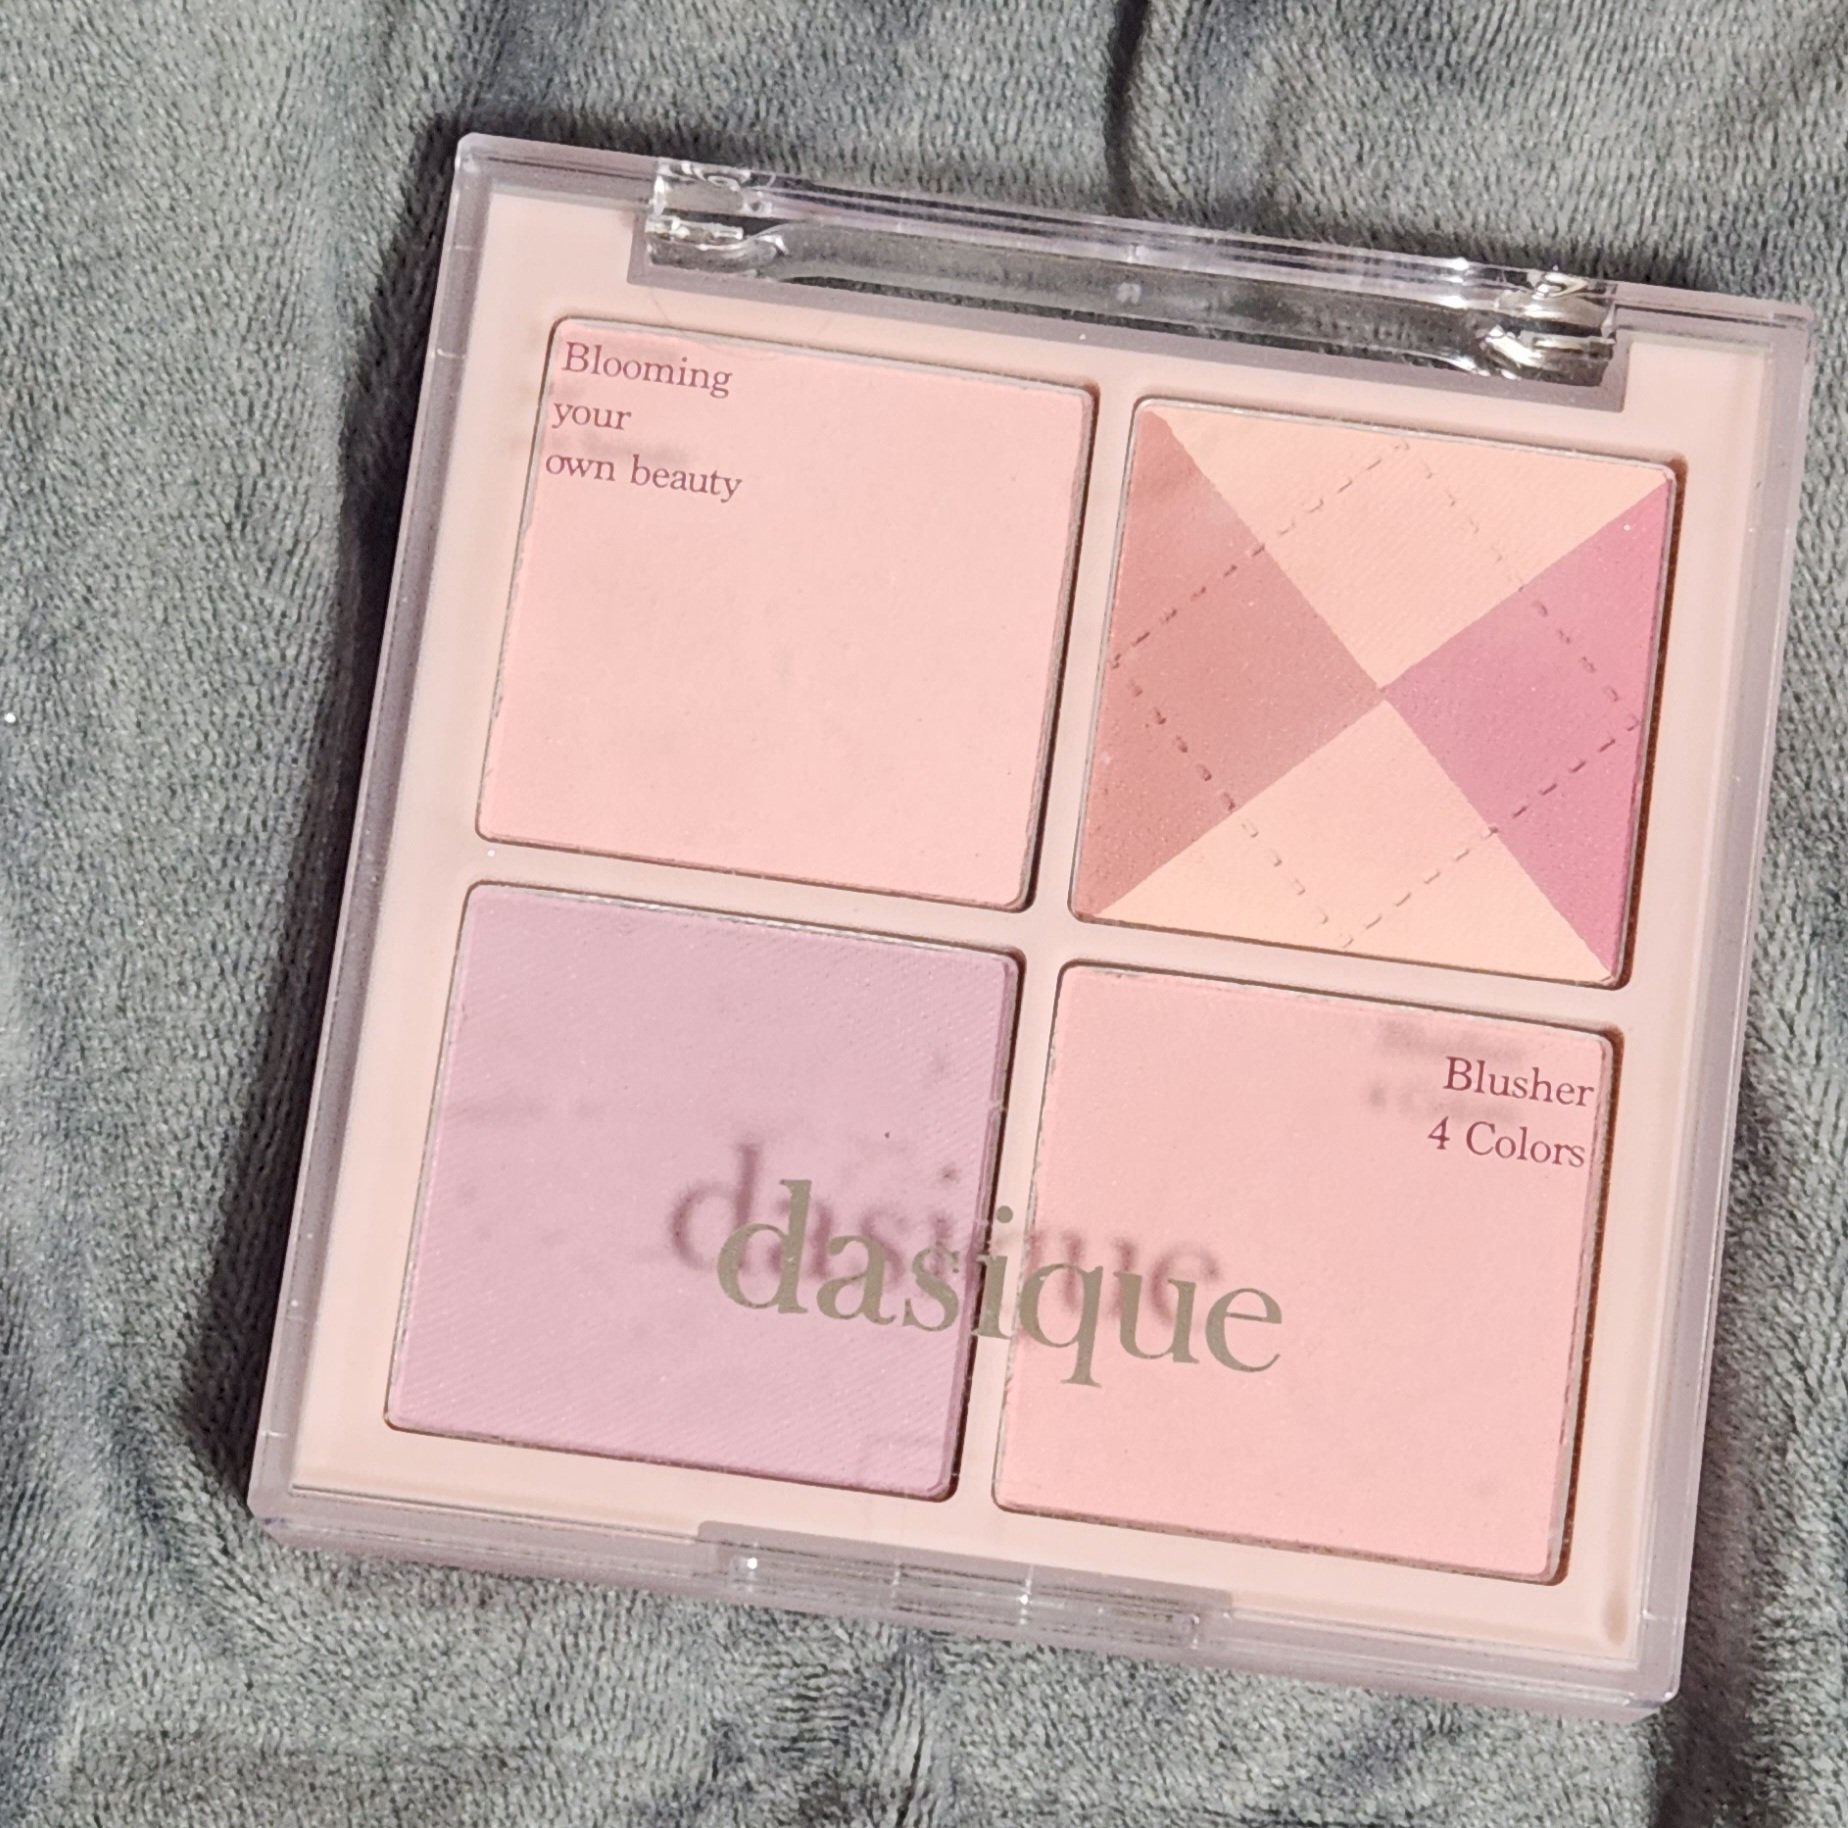 Blooming
your
own beauty
Blusher
4 Colors
dasique